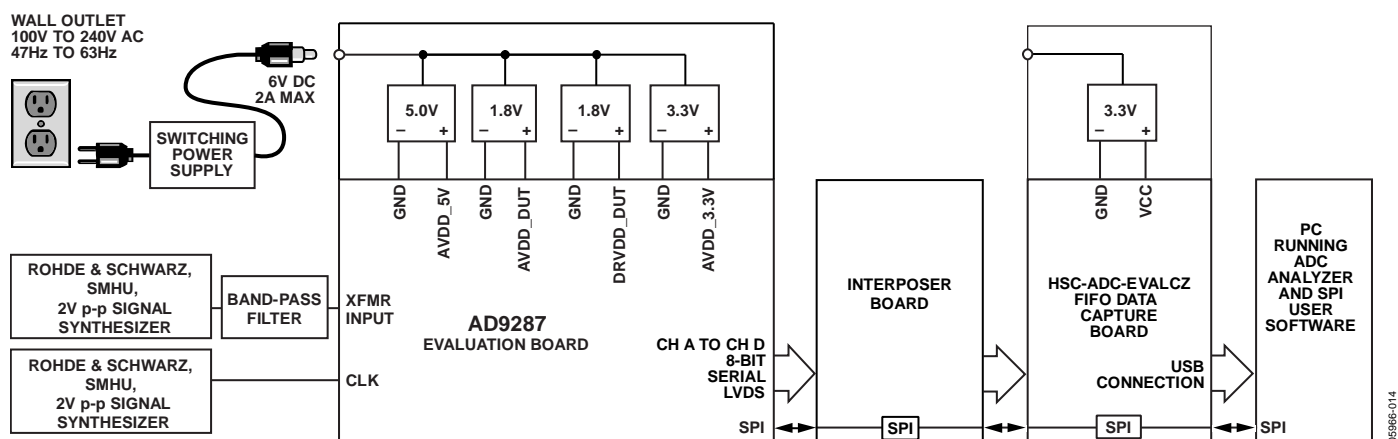 WALL OUTLET
100V TO 240V AC
47Hz TO 63Hz
6V DC
2A MAX
SWITCHING
POWER
SUPPLY
5.0V
– +
1.8V
– +
1.8V
– +
3.3V
– +
3.3V
– +
GND
AVDD_5V
GND
AVDD_DUT
GND
DRVDD_DUT
GND
AVDD_3.3V
GND
VCC
ROHDE & SCHWARZ,
SMHU,
2V p-p SIGNAL
SYNTHESIZER
BAND-PASS
FILTER
XFMR
INPUT
ROHDE & SCHWARZ,
SMHU,
2V p-p SIGNAL
SYNTHESIZER
CLK
AD9287
EVALUATION BOARD
CH A TO CH D
8-BIT
SERIAL
LVDS
SPI
INTERPOSER
BOARD
SPI
HSC-ADC-EVALCZ
FIFO DATA
CAPTURE
BOARD
USB
CONNECTION
SPI
PC
RUNNING
ADC
ANALYZER
AND SPI
USER
SOFTWARE
SPI
05966-014